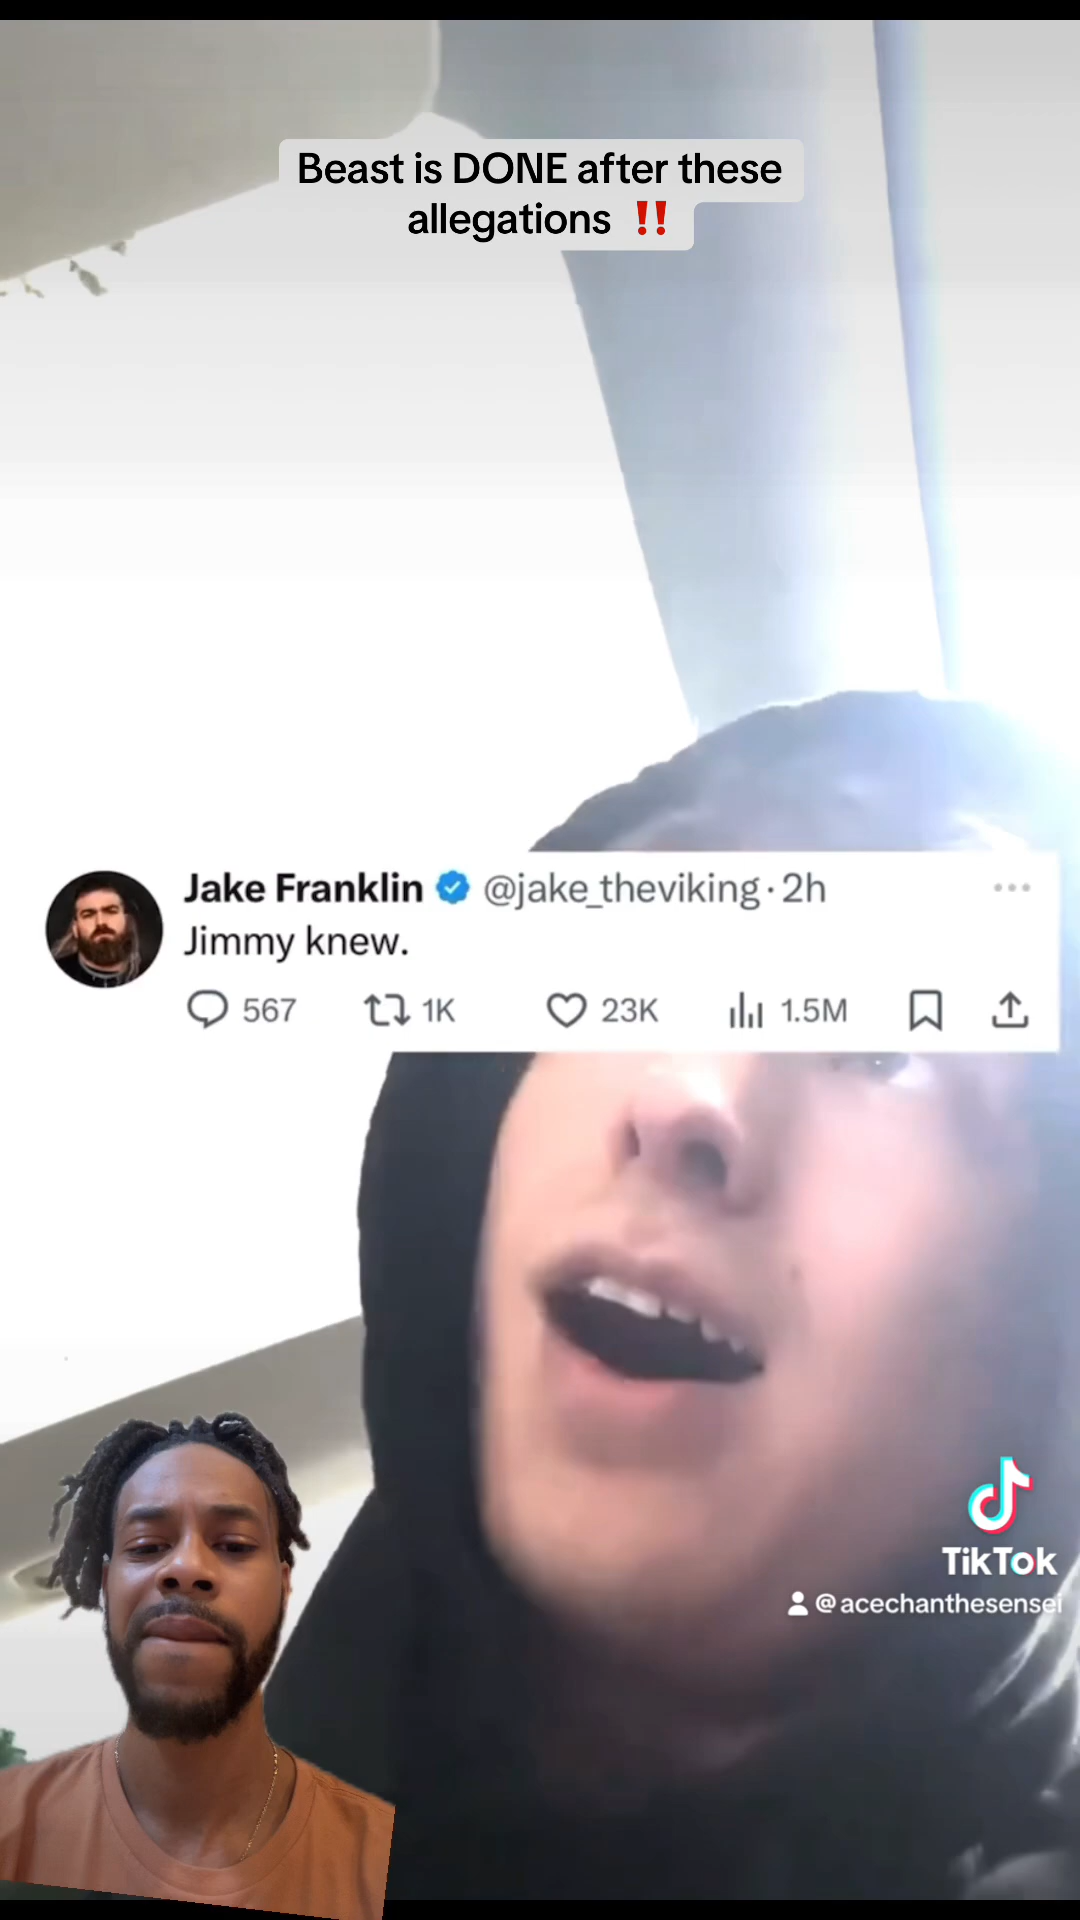 Beast is DONE after these
allegations ‼️
Jake Franklin @jake_theviking · 2h
Jimmy knew.
567 1K 23K 1.5M
TikTok
@acechanthesensei